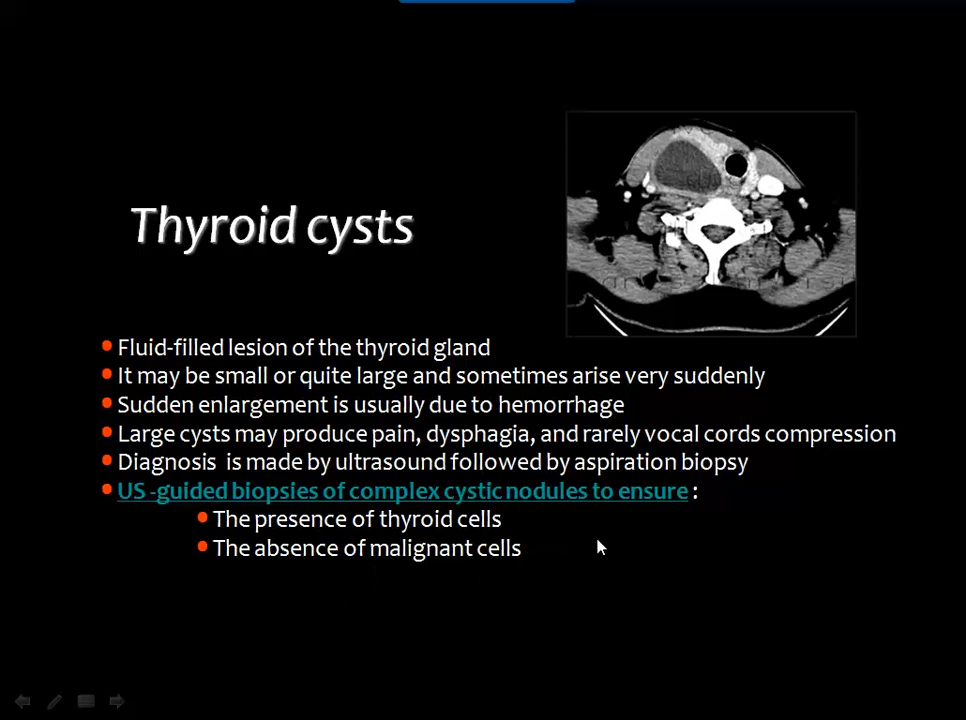 Thyroid cysts
Fluid-filled lesion of the thyroid gland
It may be small or quite large and sometimes arise very suddenly
Sudden enlargement is usually due to hemorrhage
Large cysts may produce pain, dysphagia, and rarely vocal cords compression
Diagnosis is made by ultrasound followed by aspiration biopsy
US -guided biopsies of complex cystic nodules to ensure :
The presence of thyroid cells
The absence of malignant cells